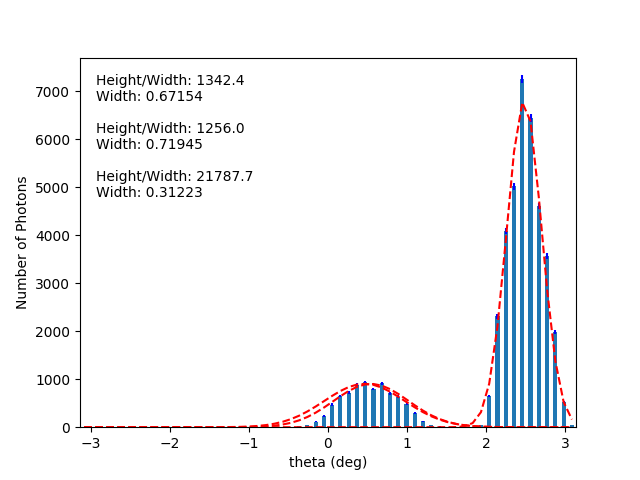 Height/Width: 1342.4
Width: 0.67154
Height/Width: 1256.0
Width: 0.71945
Height/Width: 21787.7
Width: 0.31223
Number of Photons
7000
6000
5000
4000
3000
2000
1000
0
−3 −2 −1 0 1 2 3
theta (deg)